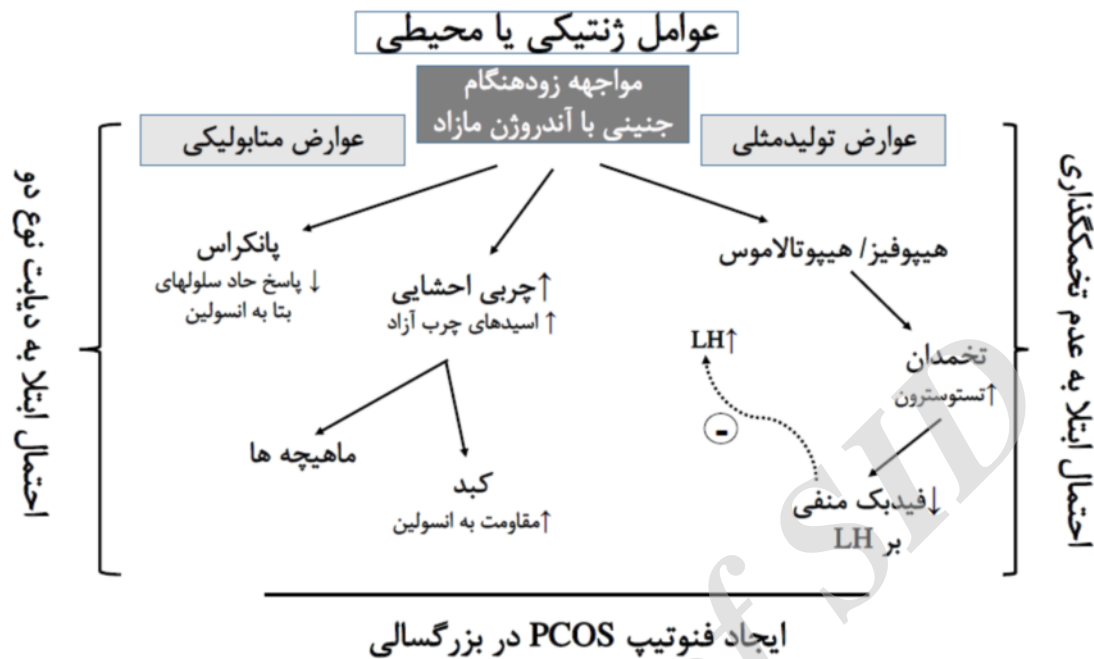 عوامل ژنتیکی یا محیطی
مواجهه زودهنگام
جنینی با آندروژن مازاد
عوارض تولیدمثلی
عوارض متابولیکی
احتمال ابتلا به عدم تخمکگذاری
هیپوفیز/ هیپوتالاموس
تخمدان
↑تستوسترون
↓فیدبک منفی
بر LH
LH↑
-
↑چربی احشایی
↑ اسیدهای چرب آزاد
کبد
↑مقاومت به انسولین
ماهیچه ها
پانکراس
↓ پاسخ حاد سلولهای
بتا به انسولین
احتمال ابتلا به دیابت نوع دو
ایجاد فنوتیپ PCOS در بزرگسالی
of SID